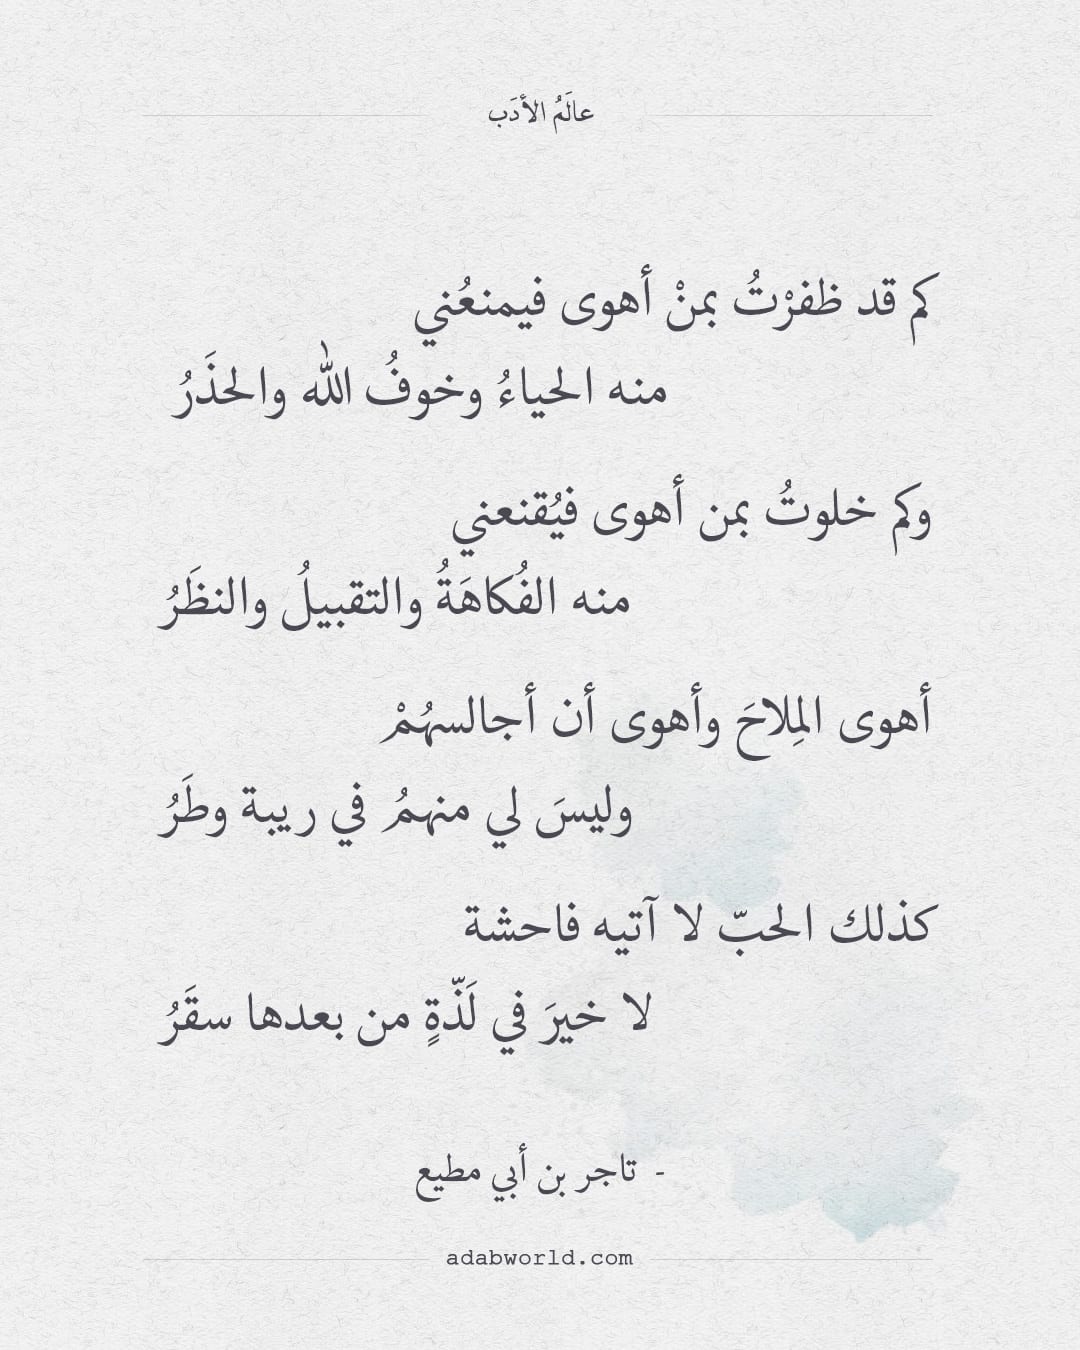 عالَمُ الأدَب
كم قد ظفرْتُ بمنْ أهوى فيمنعُني
منه الحياءُ وخوفُ الله والحذَرُ
وكم خلوتُ بمن أهوى فيُقنعني
منه الفُكاهَةُ والتقبيلُ والنظَرُ
أهوى المِلاحَ وأهوى أن أجالسهُمْ
وليسَ لي منهمُ في ريبة وطَرُ
كذلك الحبّ لا آتيه فاحشة
لا خيرَ في لَذّةٍ من بعدها سقَرُ
- تاجر بن أبي مطيع
adabworld.com